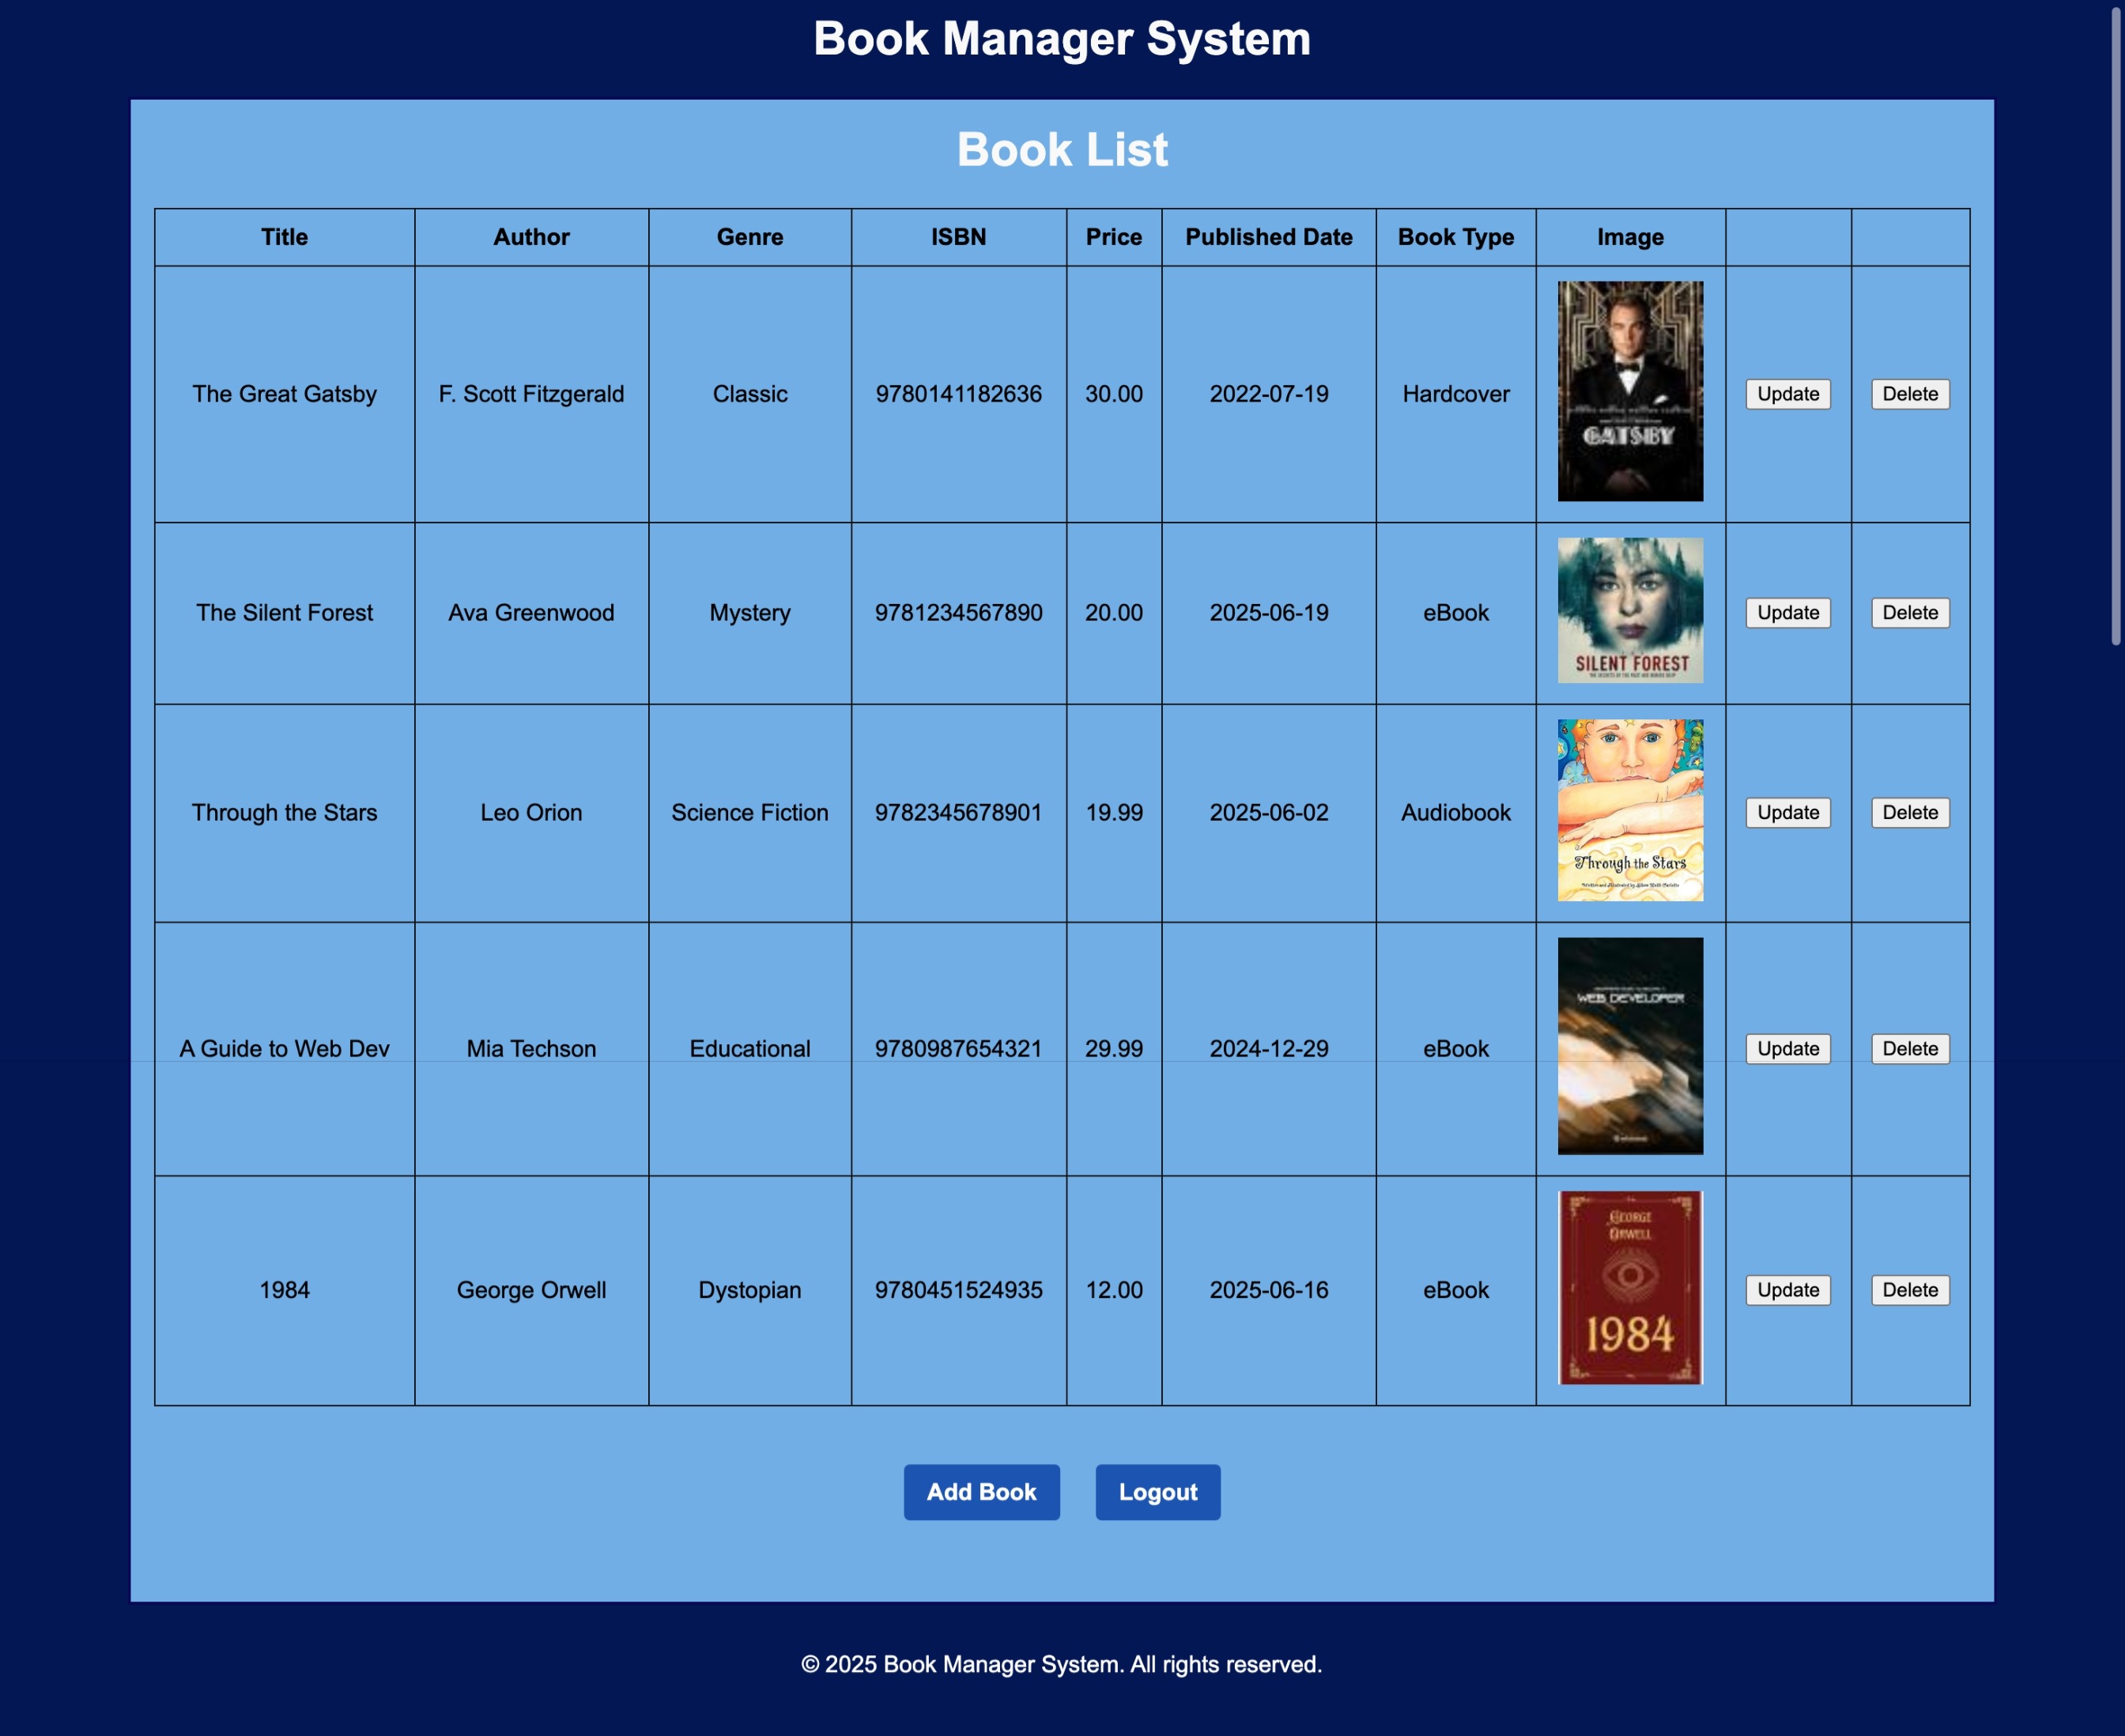 Book Manager System
Book List
Title Author Genre ISBN Price Published Date Book Type Image
The Great Gatsby F. Scott Fitzgerald Classic 9780141182636 30.00 2022-07-19 Hardcover Update Delete
GATSBY
The Silent Forest Ava Greenwood Mystery 9781234567890 20.00 2025-06-19 eBook Update Delete
SILENT FOREST
Through the Stars Leo Orion Science Fiction 9782345678901 19.99 2025-06-02 Audiobook Update Delete
Through the Stars
A Guide to Web Dev Mia Techson Educational 9780987654321 29.99 2024-12-29 eBook Update Delete
WEB DEVELOPER
1984 George Orwell Dystopian 9780451524935 12.00 2025-06-16 eBook Update Delete
GEORGE
ORWELL
1984
Add Book Logout
© 2025 Book Manager System. All rights reserved.